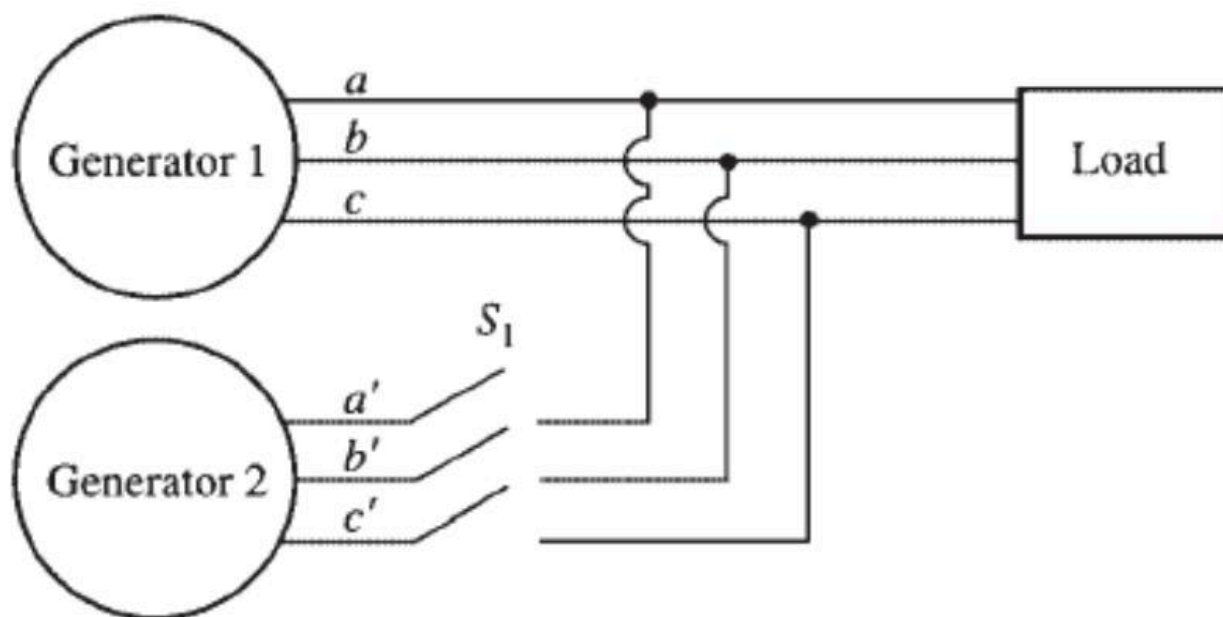 a
Generator 1
b
Load
c
S1
a′
Generator 2
b′
c′